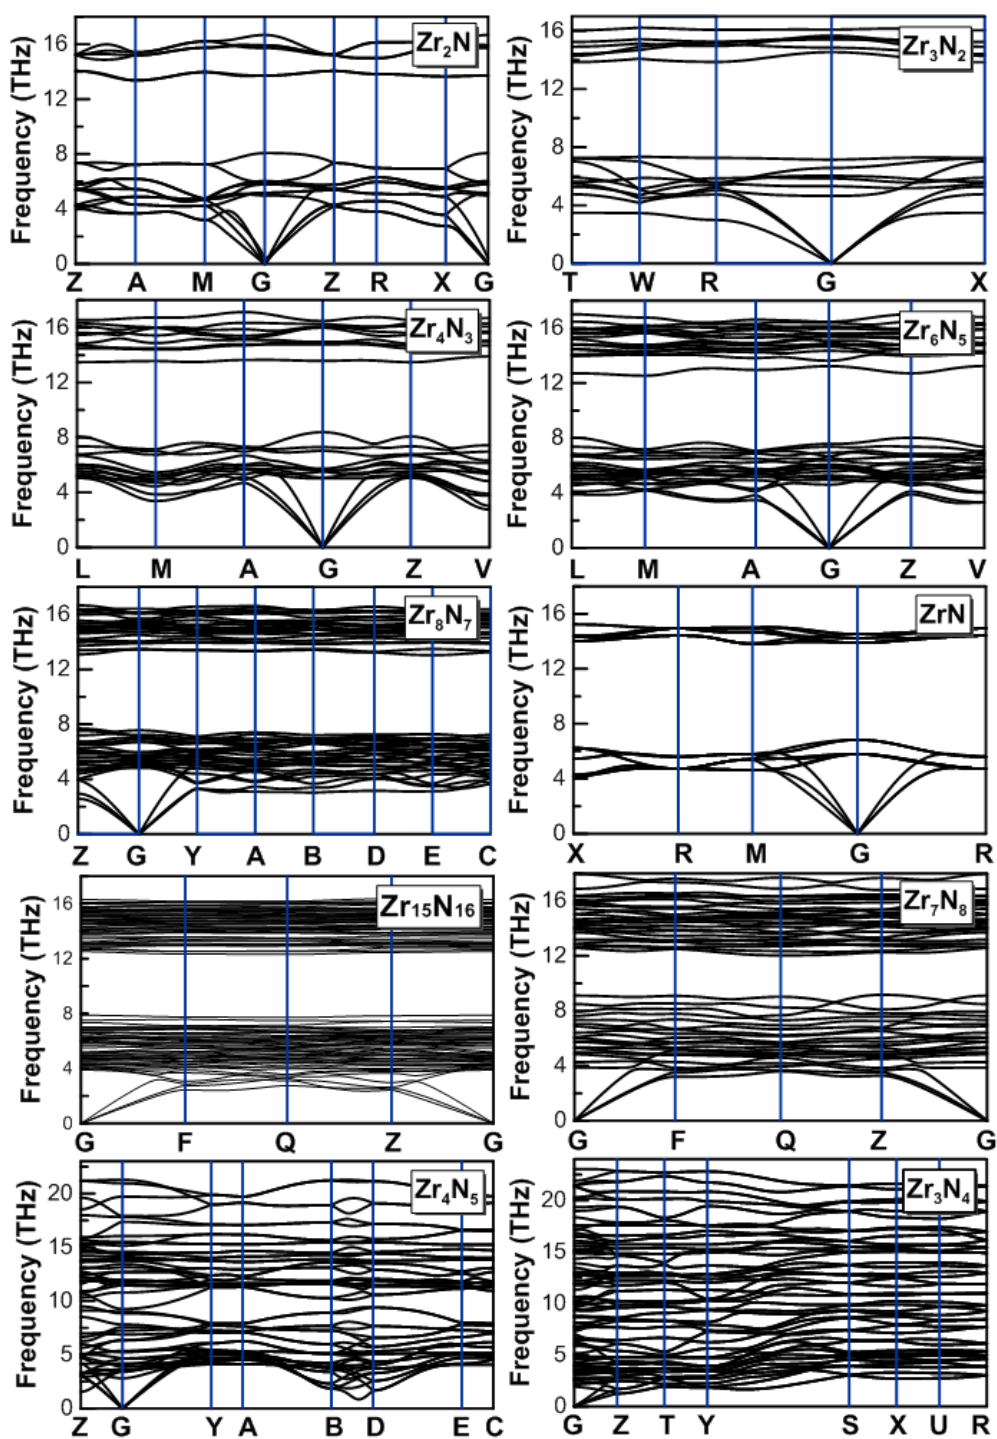 Frequency (THz)
16
12
8
4
0
Zr₂N
Z A M G Z R X G
Frequency (THz)
16
12
8
4
0
Zr₃N₂
T W R G X
Frequency (THz)
16
12
8
4
0
Zr₄N₃
L M A G Z V
Frequency (THz)
16
12
8
4
0
Zr₆N₅
L M A G Z V
Frequency (THz)
16
12
8
4
0
Zr₈N₇
Z G Y A B D E C
Frequency (THz)
16
12
8
4
0
ZrN
X R M G R
Frequency (THz)
16
12
8
4
0
Zr₁₅N₁₆
G F Q Z G
Frequency (THz)
16
12
8
4
0
Zr₇N₈
G F Q Z G
Frequency (THz)
20
15
10
5
0
Zr₄N₅
Z G Y A B D E C
Frequency (THz)
20
15
10
5
0
Zr₃N₄
G Z T Y S X U R